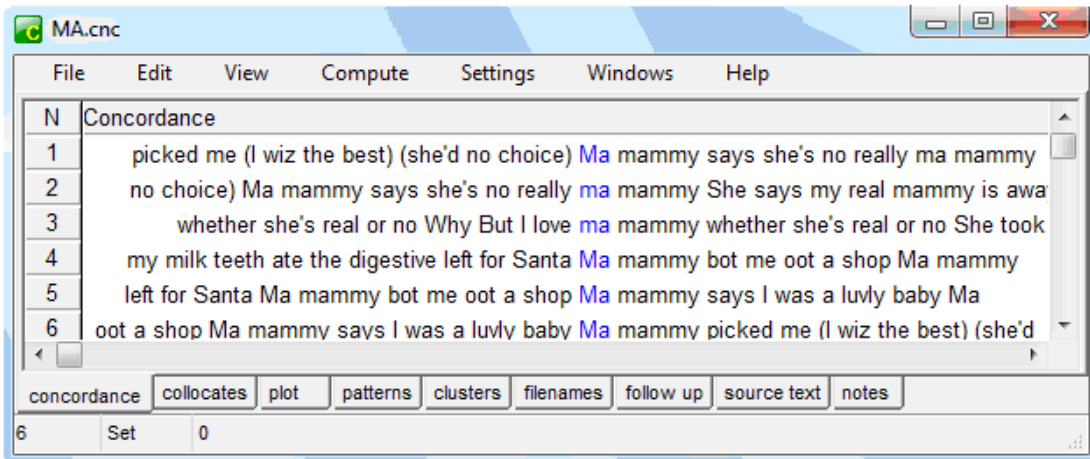 MA.cnc
File Edit View Compute Settings Windows Help
N Concordance
1 picked me (I wiz the best) (she'd no choice) Ma mammy says she's no really ma mammy
2 no choice) Ma mammy says she's no really ma mammy She says my real mammy is away
3 whether she's real or no Why But I love ma mammy whether she's real or no She took
4 my milk teeth ate the digestive left for Santa Ma mammy bot me oot a shop Ma mammy
5 left for Santa Ma mammy bot me oot a shop Ma mammy says I was a luvly baby Ma
6 oot a shop Ma mammy says I was a luvly baby Ma mammy picked me (I wiz the best) (she'd
concordance collocates plot patterns clusters filenames follow up source text notes
6 Set 0